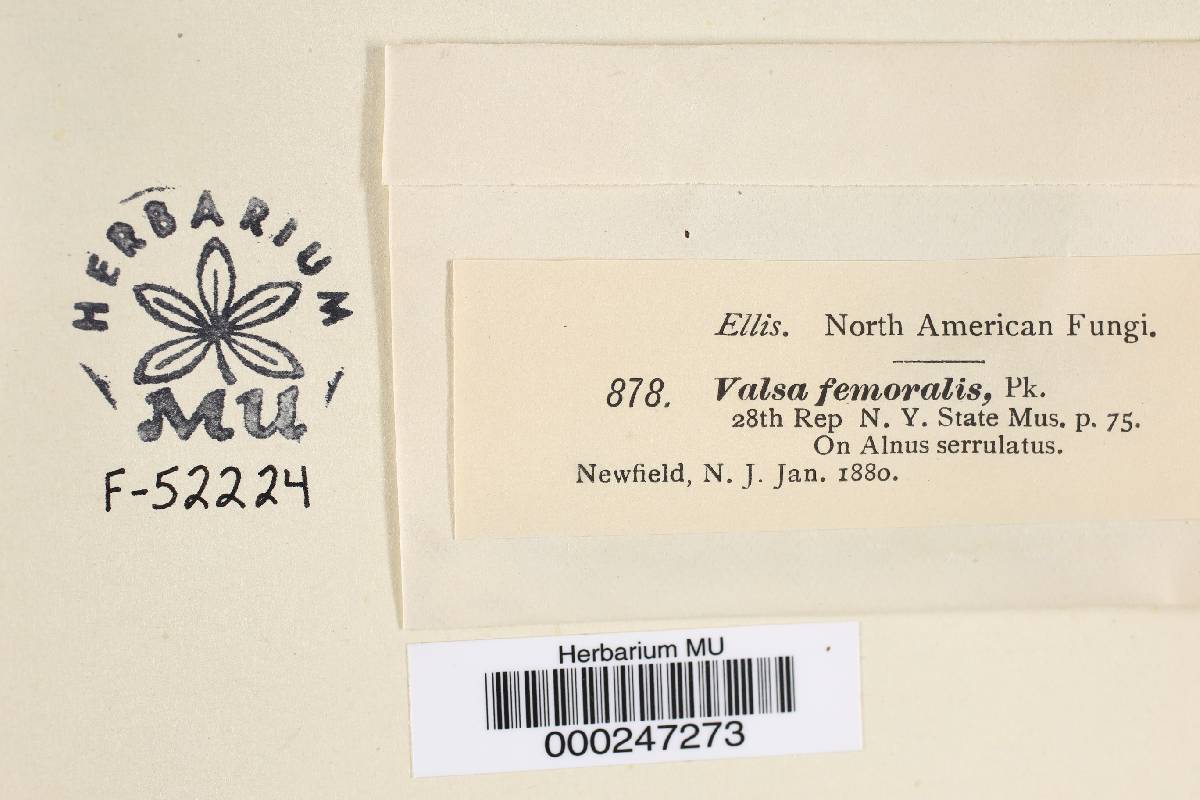 HERBARIUM
MU
F-52224
Ellis. North American Fungi.
878. Valsa femoralis, Pk.
28th Rep N. Y. State Mus. p. 75.
On Alnus serrulatus.
Newfield, N. J. Jan. 1880.
Herbarium MU
000247273